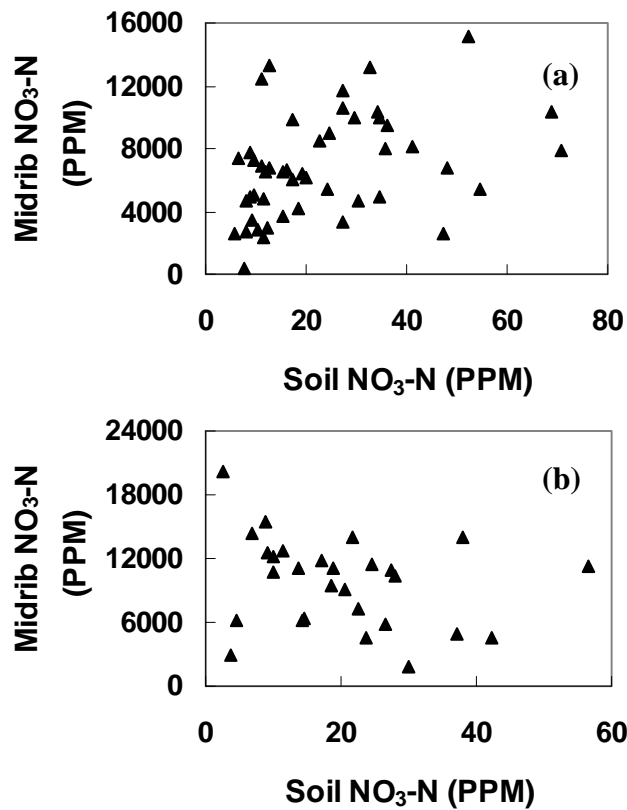 16000
12000
8000
4000
0
Midrib NO₃-N
(PPM)
(a)
0 20 40 60 80
Soil NO₃-N (PPM)
24000
18000
12000
6000
0
Midrib NO₃-N
(PPM)
(b)
0 20 40 60
Soil NO₃-N (PPM)